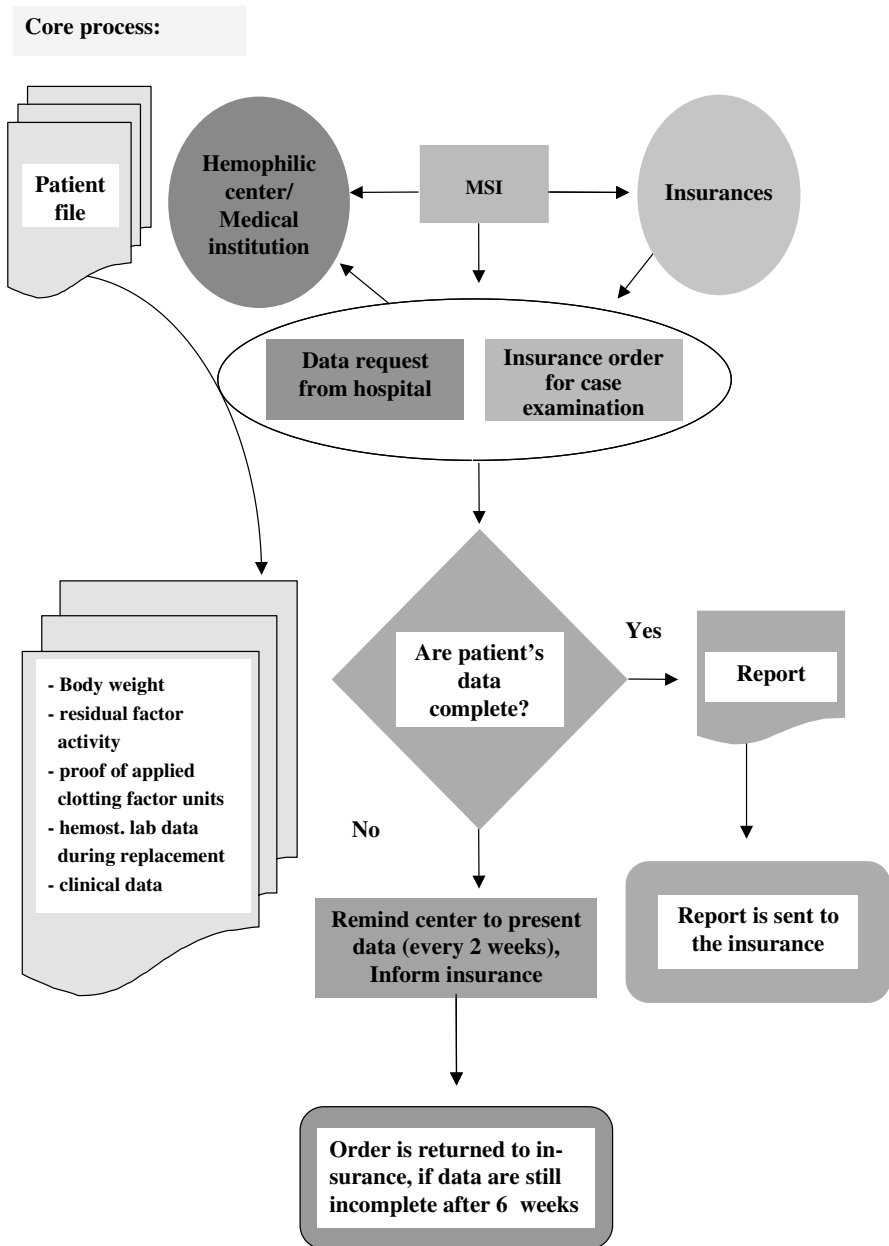 Core process:
Patient
file
Hemophilic
center/
Medical
institution
MSI
Insurances
Data request
from hospital
Insurance order
for case
examination
Are patient's
data
complete?
Yes
Report
- Body weight
- residual factor
activity
- proof of applied
clotting factor units
- hemost. lab data
during replacement
- clinical data
No
Remind center to present
data (every 2 weeks),
Inform insurance
Report is sent to
the insurance
Order is returned to in-
surance, if data are still
incomplete after 6 weeks